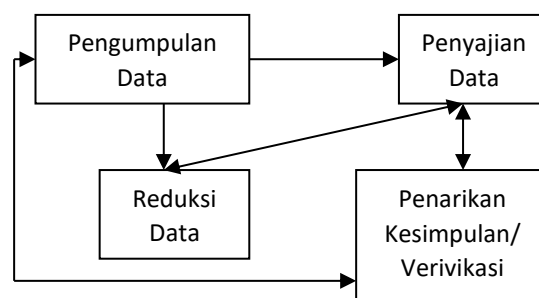 Pengumpulan
Data
Penyajian
Data
Reduksi
Data
Penarikan
Kesimpulan/
Verivikasi